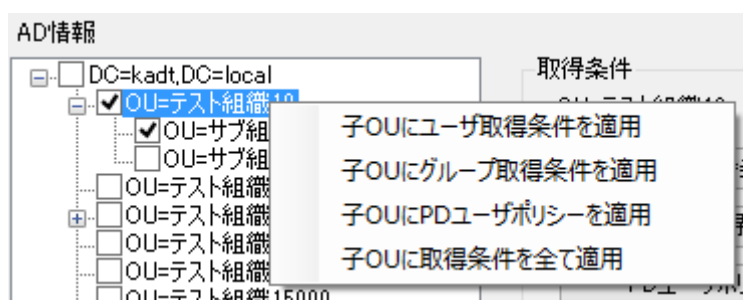 AD情報
DC=kadt,DC=local
取得条件
OU=テスト組織10
OU=サブ組
OU=サブ組
OU=テスト組織
OU=テスト組織
OU=テスト組織
OU=テスト組織
OU=テスト組織15000
子OUにユーザ取得条件を適用
子OUにグループ取得条件を適用
子OUにPDユーザポリシーを適用
子OUに取得条件を全て適用